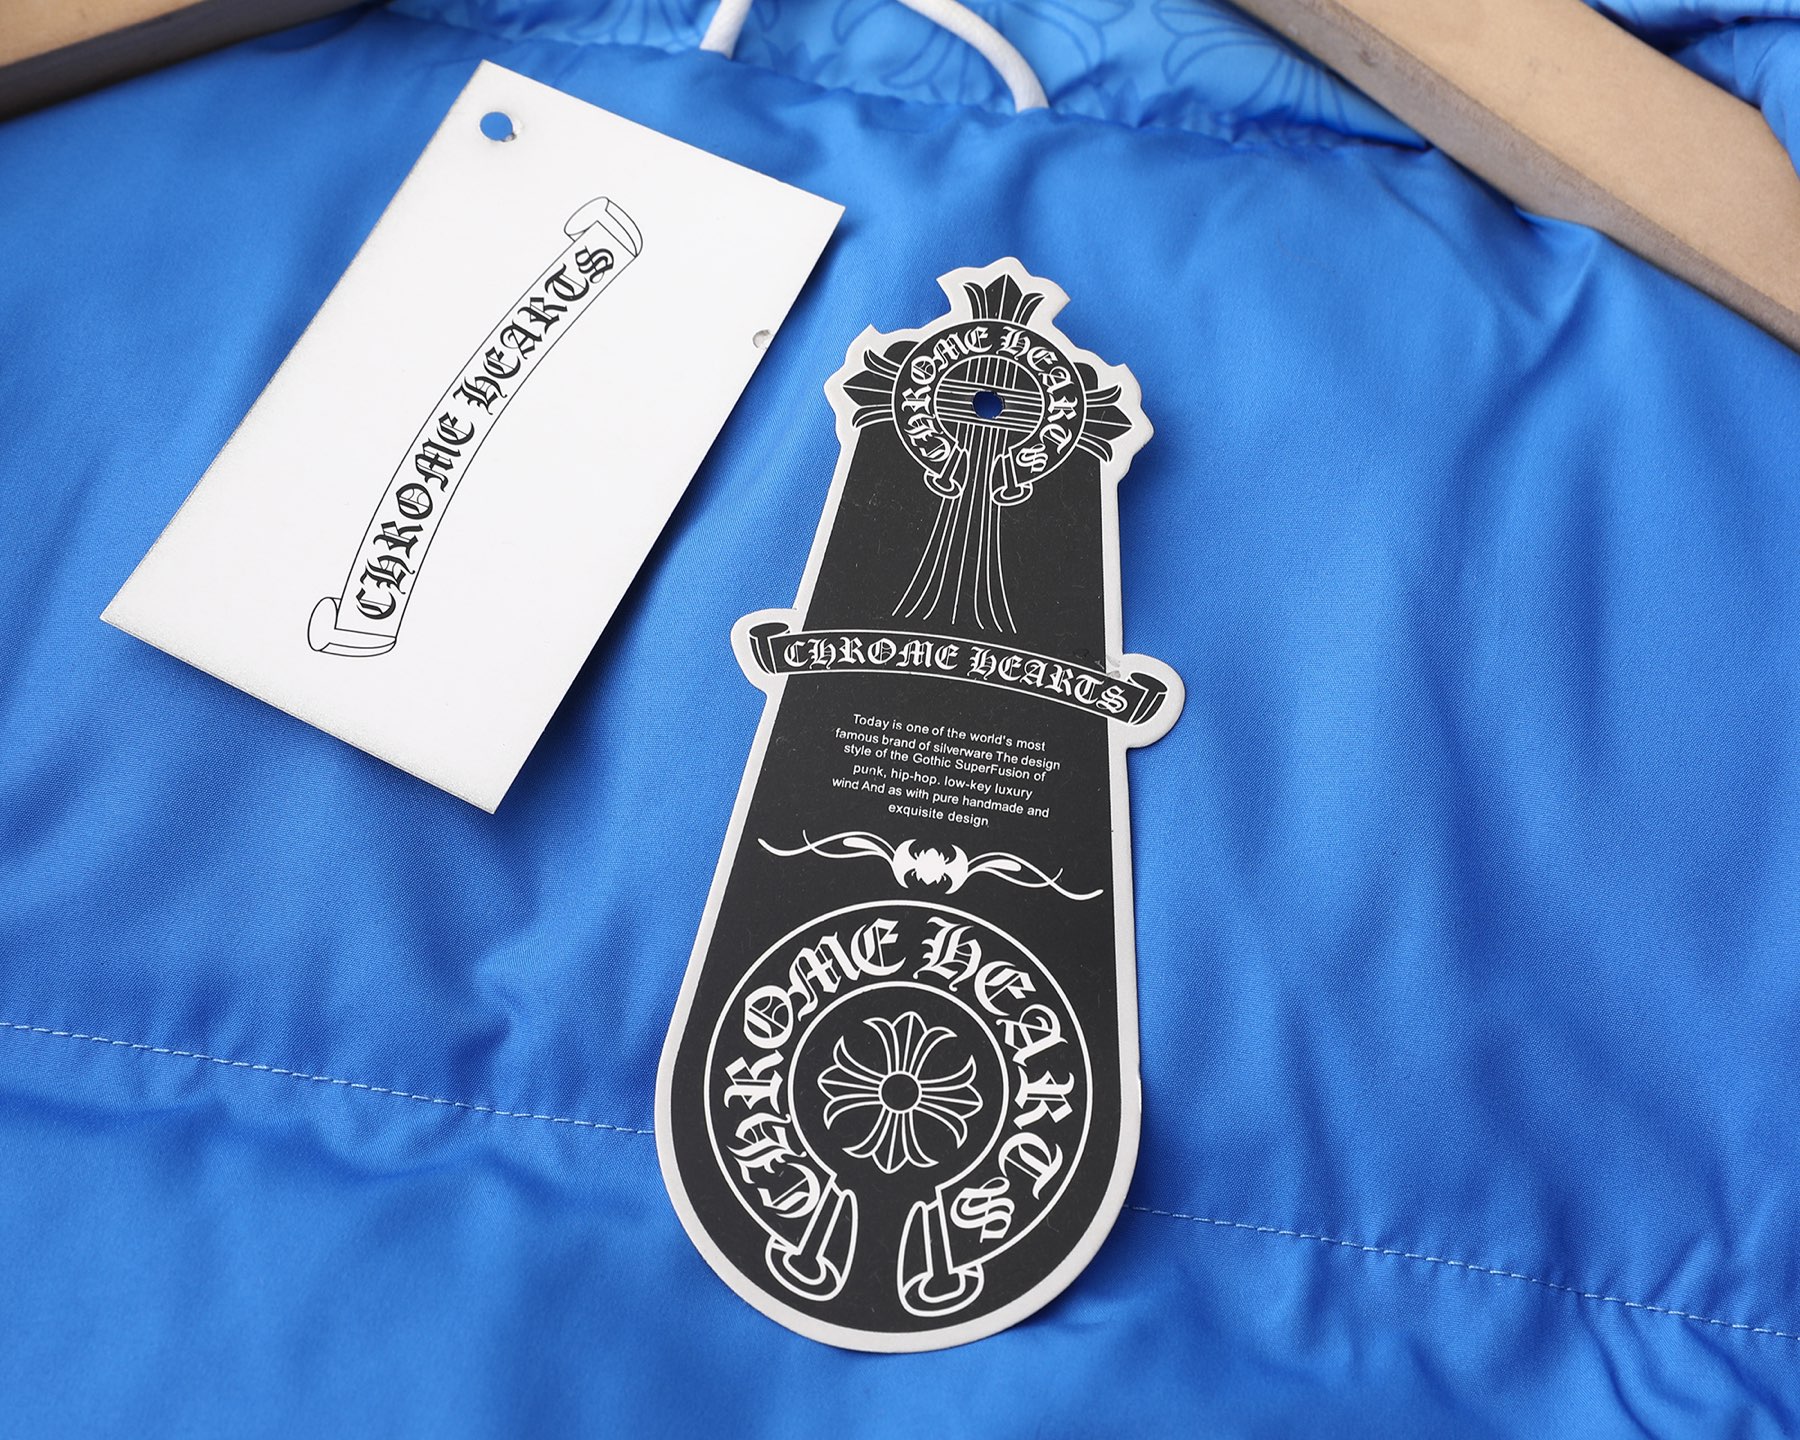 CHROME HEARTS
CHROME HEARTS
CHROME HEARTS
Today is one of the world's most
famous brand of silverware The design
style of the Gothic SuperFusion of
punk, hip-hop. low-key luxury
wind And as with pure handmade and
exquisite design
CHROME HEARTS